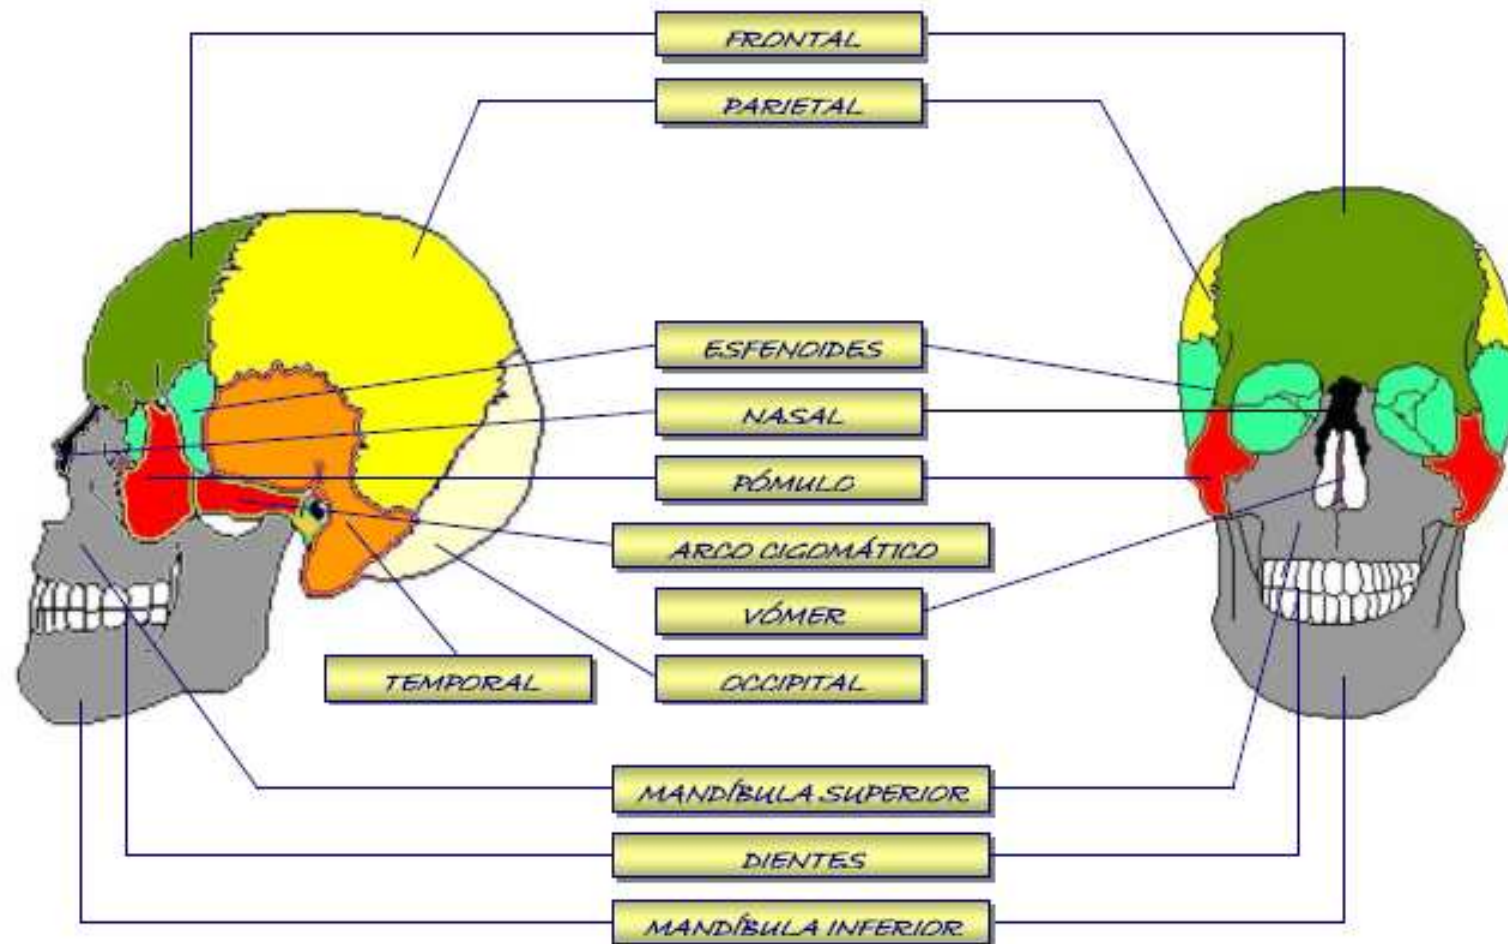 FRONTAL
PARIETAL
ESFENOIDES
NASAL
PÓMULO
ARCO CIGOMÁTICO
VÓMER
TEMPORAL
OCCIPITAL
MANDÍBULA SUPERIOR
DIENTES
MANDÍBULA INFERIOR